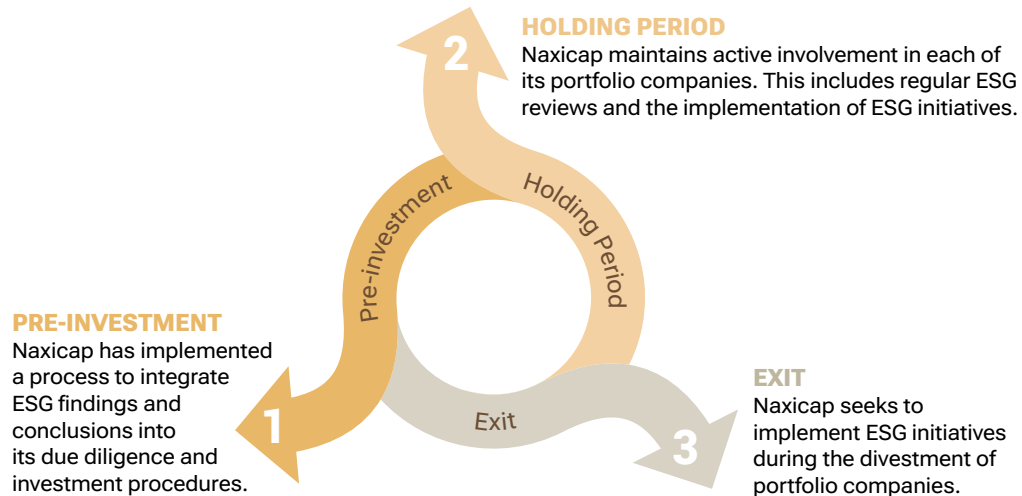 2
HOLDING PERIOD
Naxicap maintains active involvement in each of
its portfolio companies. This includes regular ESG
reviews and the implementation of ESG initiatives.
Pre-investment
Holding Period
PRE-INVESTMENT
Naxicap has implemented
a process to integrate
ESG findings and
conclusions into
its due diligence and
investment procedures.
1
Exit
3
EXIT
Naxicap seeks to
implement ESG initiatives
during the divestment of
portfolio companies.